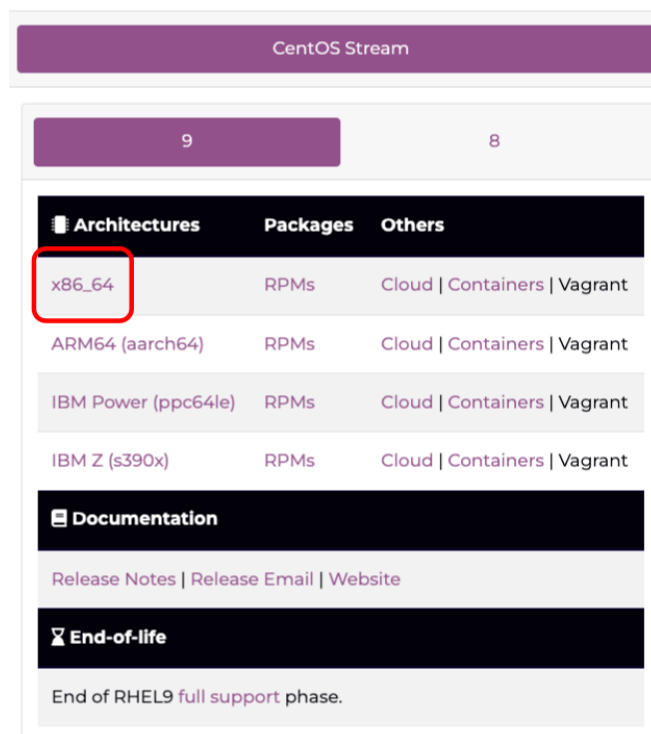 CentOS Stream
9 8
Architectures Packages Others
x86_64 RPMs Cloud | Containers | Vagrant
ARM64 (aarch64) RPMs Cloud | Containers | Vagrant
IBM Power (ppc64le) RPMs Cloud | Containers | Vagrant
IBM Z (s390x) RPMs Cloud | Containers | Vagrant
Documentation
Release Notes | Release Email | Website
End-of-life
End of RHEL9 full support phase.